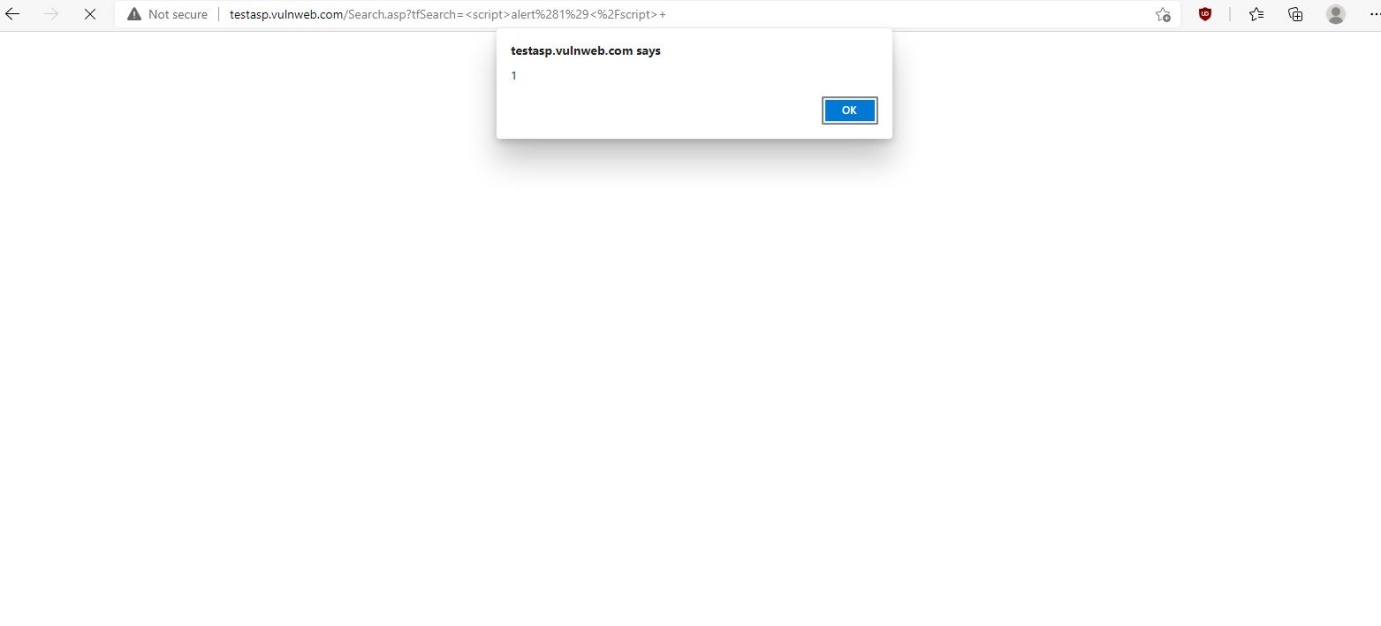 Not secure testasp.vulnweb.com/Search.asp?tfSearch=<script>alert%281%29<%2Fscript>+
testasp.vulnweb.com says
1
OK